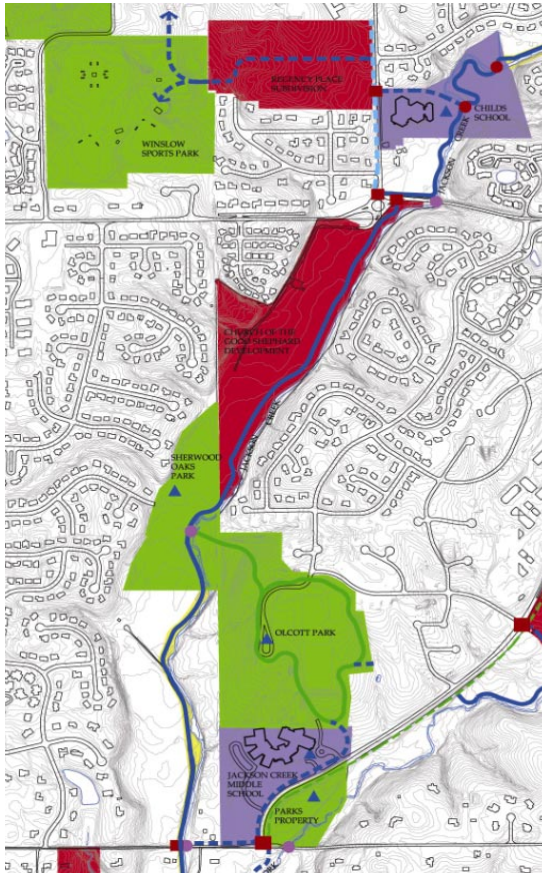 REGENCY PLACE
SUBDIVISION
WINSLOW
SPORTS PARK
CHILDS
SCHOOL
JACKSON CREEK
CHURCH OF THE
GOOD SHEPHARD
DEVELOPMENT
JACKSON CREEK
SHERWOOD
OAKS
PARK
OLCOTT PARK
JACKSON CREEK
MIDDLE
SCHOOL
PARKS
PROPERTY